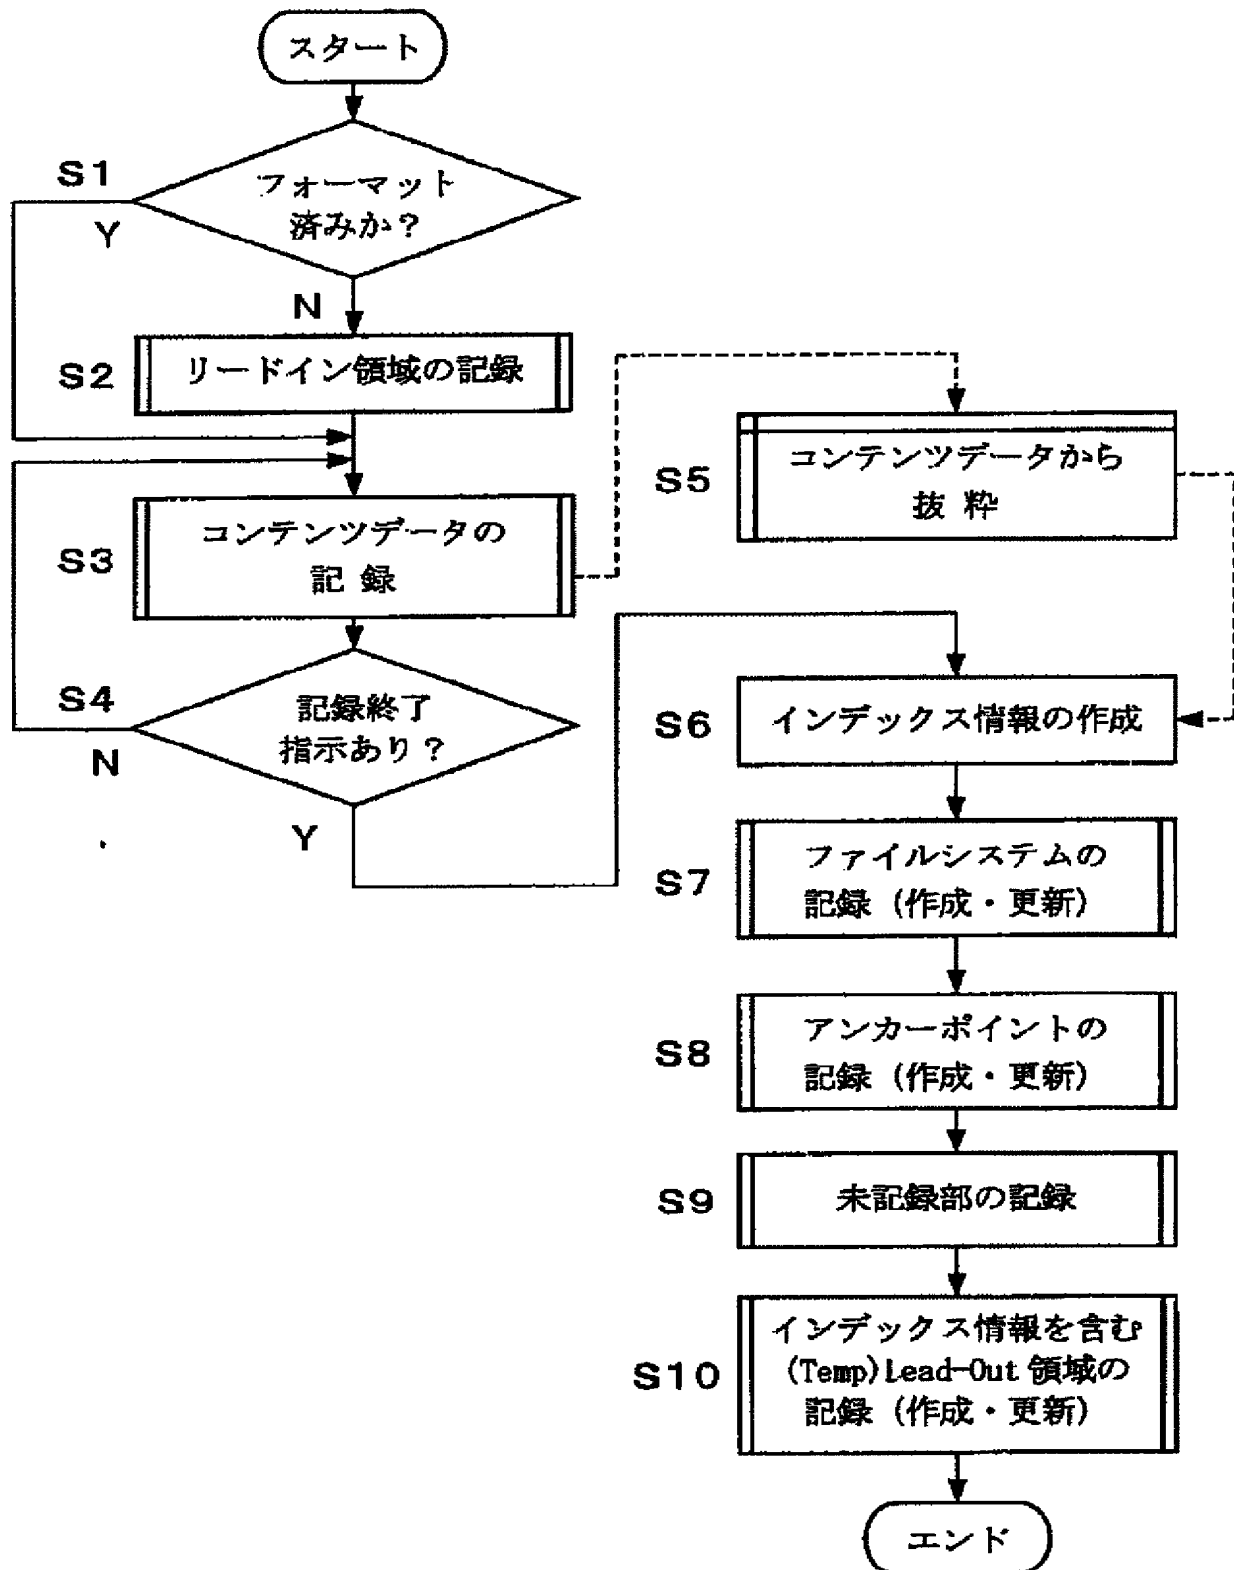 スタート
S1
フォーマット
済みか？
Y
N
S2
リードイン領域の記録
S3
コンテンツデータの
記 録
S4
記録終了
指示あり？
N
Y
S5
コンテンツデータから
抜 粋
S6
インデックス情報の作成
S7
ファイルシステムの
記録（作成・更新）
S8
アンカーポイントの
記録（作成・更新）
S9
未記録部の記録
S10
インデックス情報を含む
(Temp)Lead-Out 領域の
記録（作成・更新）
エンド